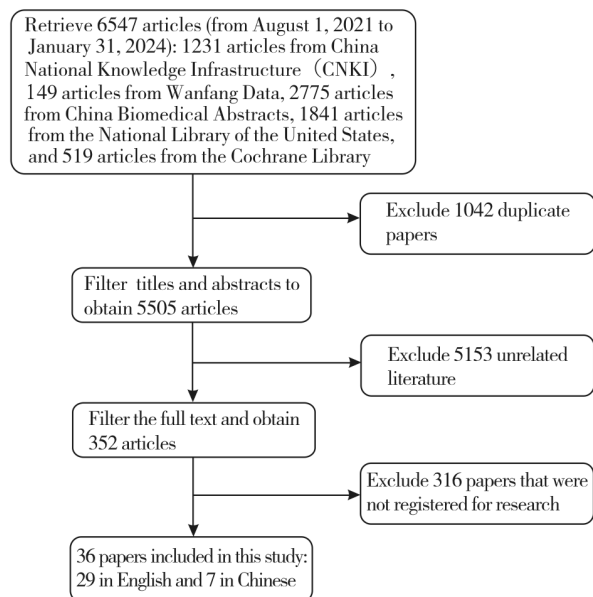 Retrieve 6547 articles (from August 1, 2021 to
January 31, 2024): 1231 articles from China
National Knowledge Infrastructure（CNKI）,
149 articles from Wanfang Data, 2775 articles
from China Biomedical Abstracts, 1841 articles
from the National Library of the United States,
and 519 articles from the Cochrane Library
Exclude 1042 duplicate
papers
Filter titles and abstracts to
obtain 5505 articles
Exclude 5153 unrelated
literature
Filter the full text and obtain
352 articles
Exclude 316 papers that were
not registered for research
36 papers included in this study:
29 in English and 7 in Chinese